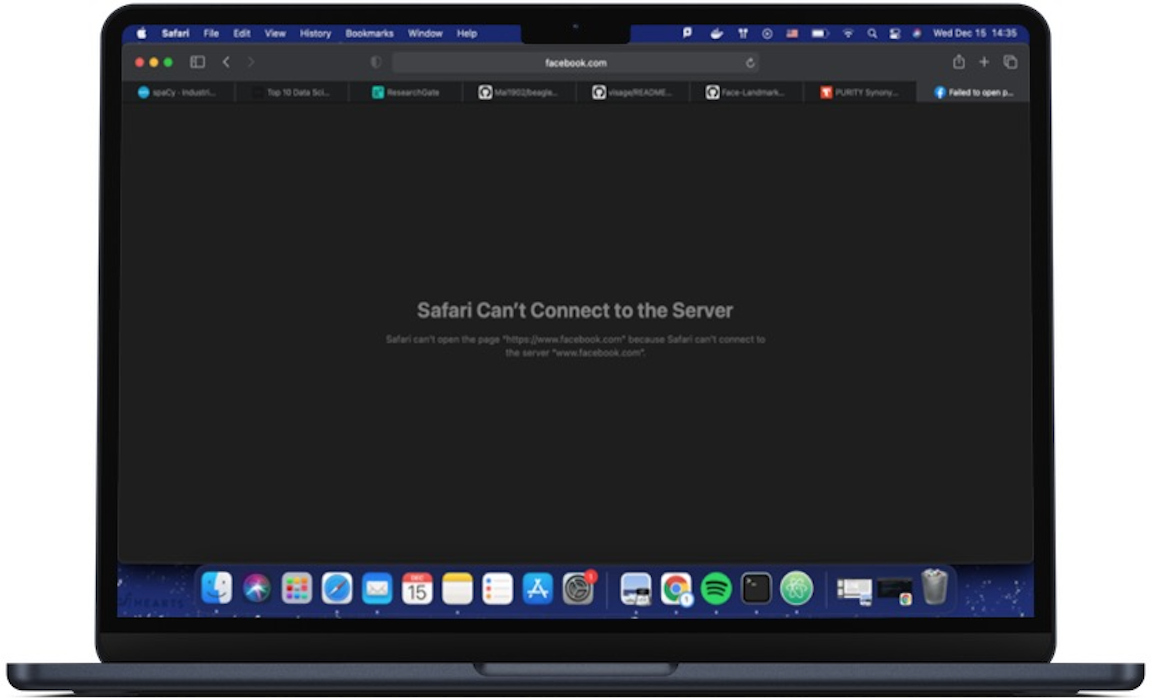 Safari File Edit View History Bookmarks Window Help Wed Dec 15 14:35
facebook.com
spaCy · Industri... Top 10 Data Sci... ResearchGate Mal1902/beagle... visage/README... Face-Landmark... PURITY Synony... Failed to open p...
Safari Can't Connect to the Server
Safari can't open the page "https://www.facebook.com" because Safari can't connect to
the server "www.facebook.com".
DEC
15
1
1
HEARTS